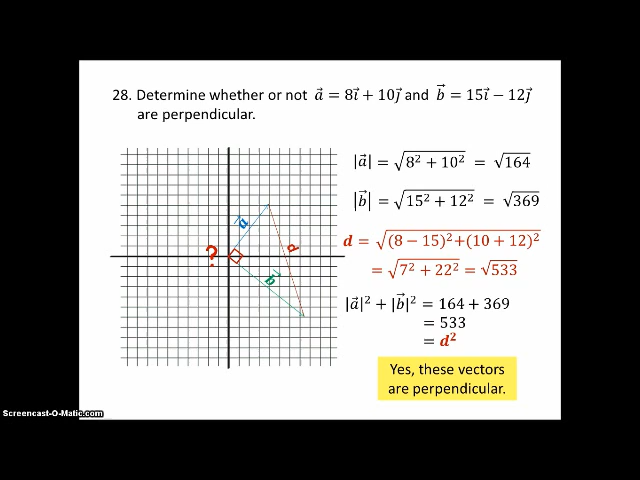 28. Determine whether or not a⃗ = 8i⃗ + 10j⃗ and b⃗ = 15i⃗ − 12j⃗
are perpendicular.
|a⃗| = √(8² + 10²) = √164
|b⃗| = √(15² + 12²) = √369
d = √((8 − 15)²+(10 + 12)²)
= √(7² + 22²) = √533
|a⃗|² + |b⃗|² = 164 + 369
= 533
= d²
Yes, these vectors
are perpendicular.
a⃗
d
?
b⃗
Screencast-O-Matic.com